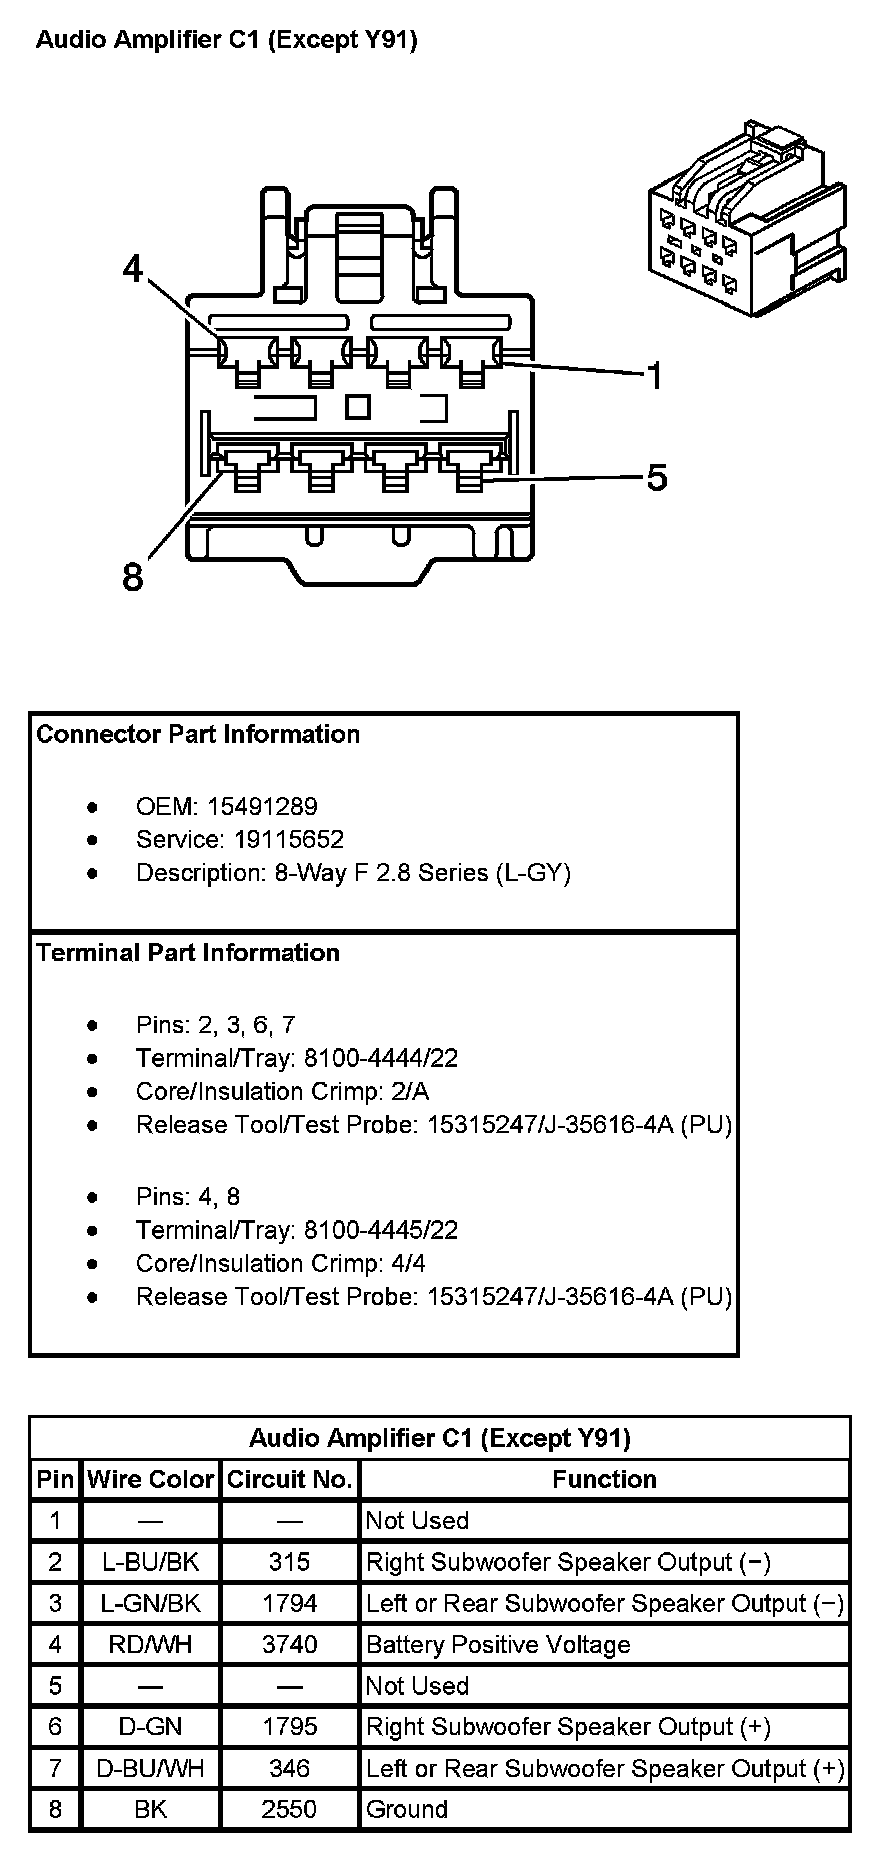 Audio Amplifier C1 (Except Y91)
4
1
5
8
Connector Part Information
• OEM: 15491289
• Service: 19115652
• Description: 8-Way F 2.8 Series (L-GY)
Terminal Part Information
• Pins: 2, 3, 6, 7
• Terminal/Tray: 8100-4444/22
• Core/Insulation Crimp: 2/A
• Release Tool/Test Probe: 15315247/J-35616-4A (PU)
• Pins: 4, 8
• Terminal/Tray: 8100-4445/22
• Core/Insulation Crimp: 4/4
• Release Tool/Test Probe: 15315247/J-35616-4A (PU)
Audio Amplifier C1 (Except Y91)
Pin Wire Color Circuit No. Function
1 — — Not Used
2 L-BU/BK 315 Right Subwoofer Speaker Output (−)
3 L-GN/BK 1794 Left or Rear Subwoofer Speaker Output (−)
4 RD/WH 3740 Battery Positive Voltage
5 — — Not Used
6 D-GN 1795 Right Subwoofer Speaker Output (+)
7 D-BU/WH 346 Left or Rear Subwoofer Speaker Output (+)
8 BK 2550 Ground